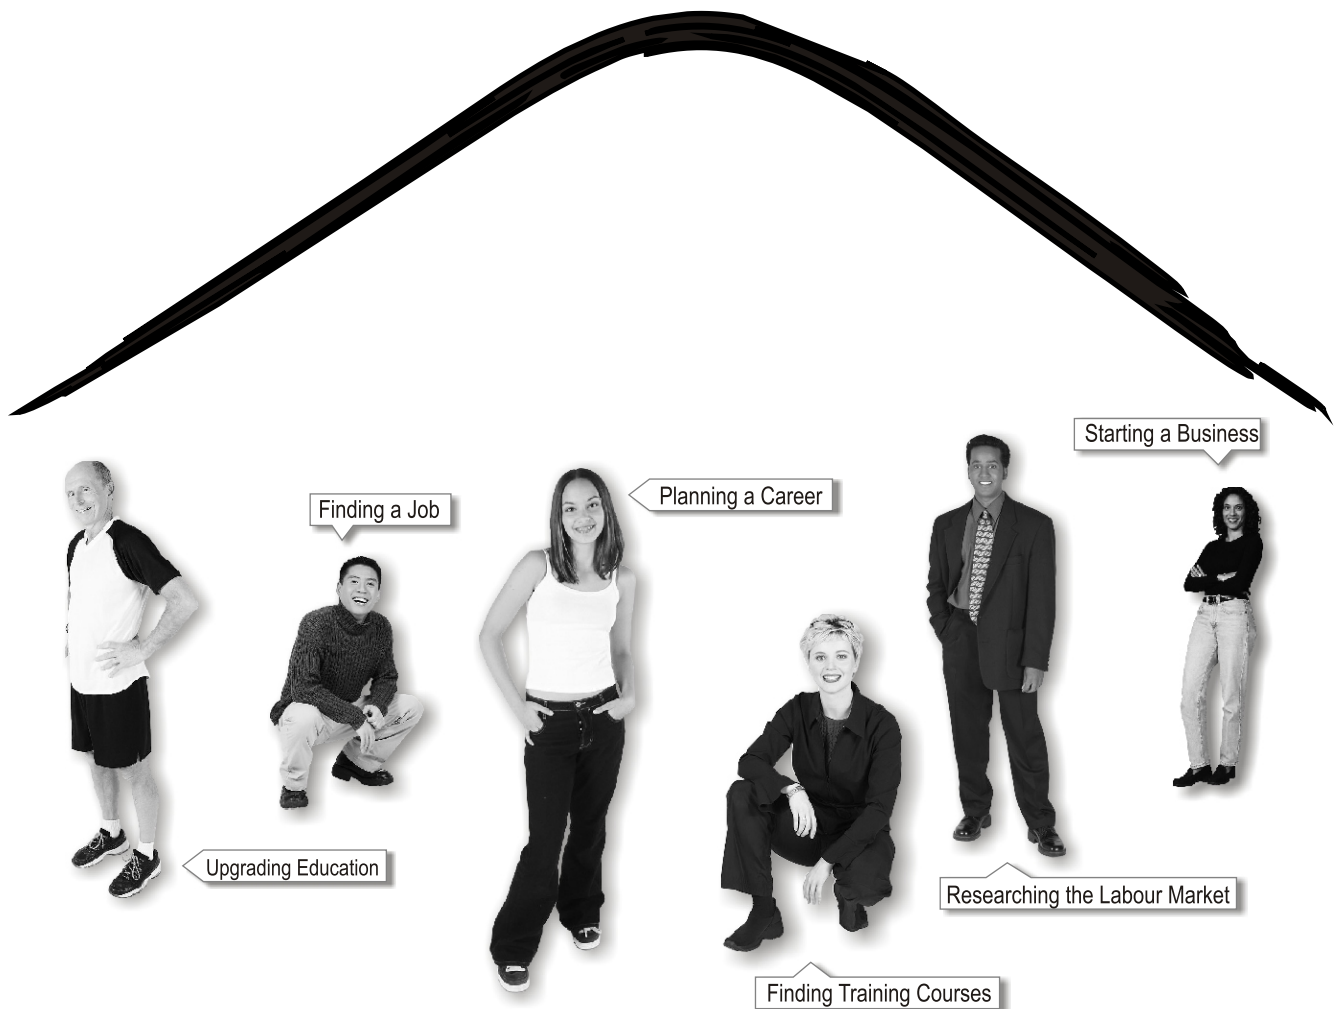 Starting a Business
Finding a Job
Planning a Career
Upgrading Education
Researching the Labour Market
Finding Training Courses